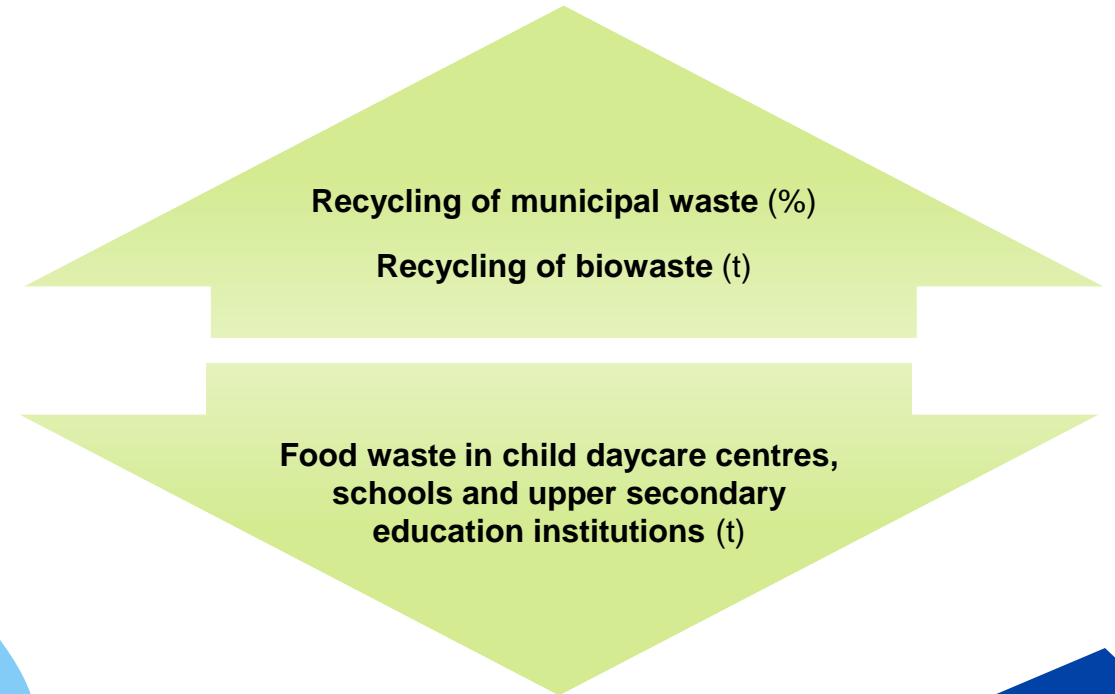 Recycling of municipal waste (%)
Recycling of biowaste (t)
Food waste in child daycare centres,
schools and upper secondary
education institutions (t)